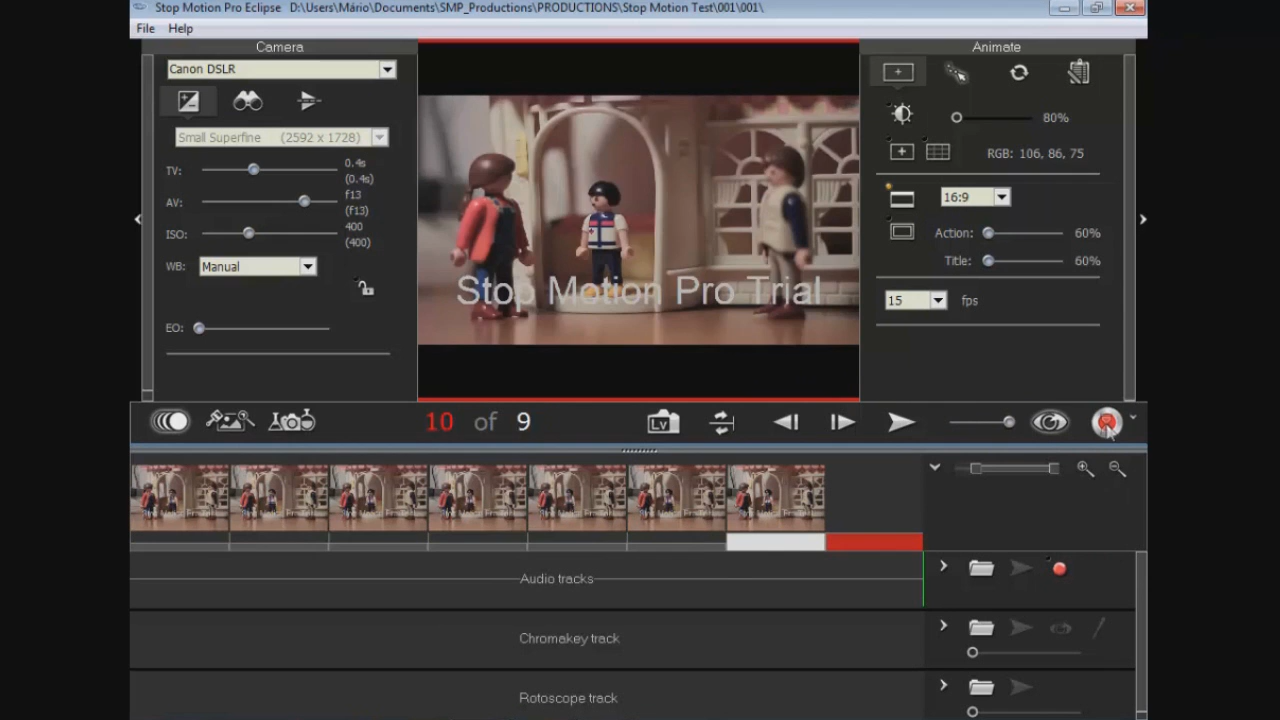 Stop Motion Pro Eclipse D:\Users\Mário\Documents\SMP_Productions\PRODUCTIONS\Stop Motion Test\001\001\
File Help
Camera
Animate
Canon DSLR
80%
Small Superfine (2592 x 1728)
RGB: 106, 86, 75
TV: 0.4s
(0.4s)
AV: f13
(f13)
16:9
ISO: 400
(400)
Action: 60%
Title: 60%
WB: Manual
Stop Motion Pro Trial
15 fps
EO:
10 of 9
Lv
Audio tracks
Chromakey track
Rotoscope track